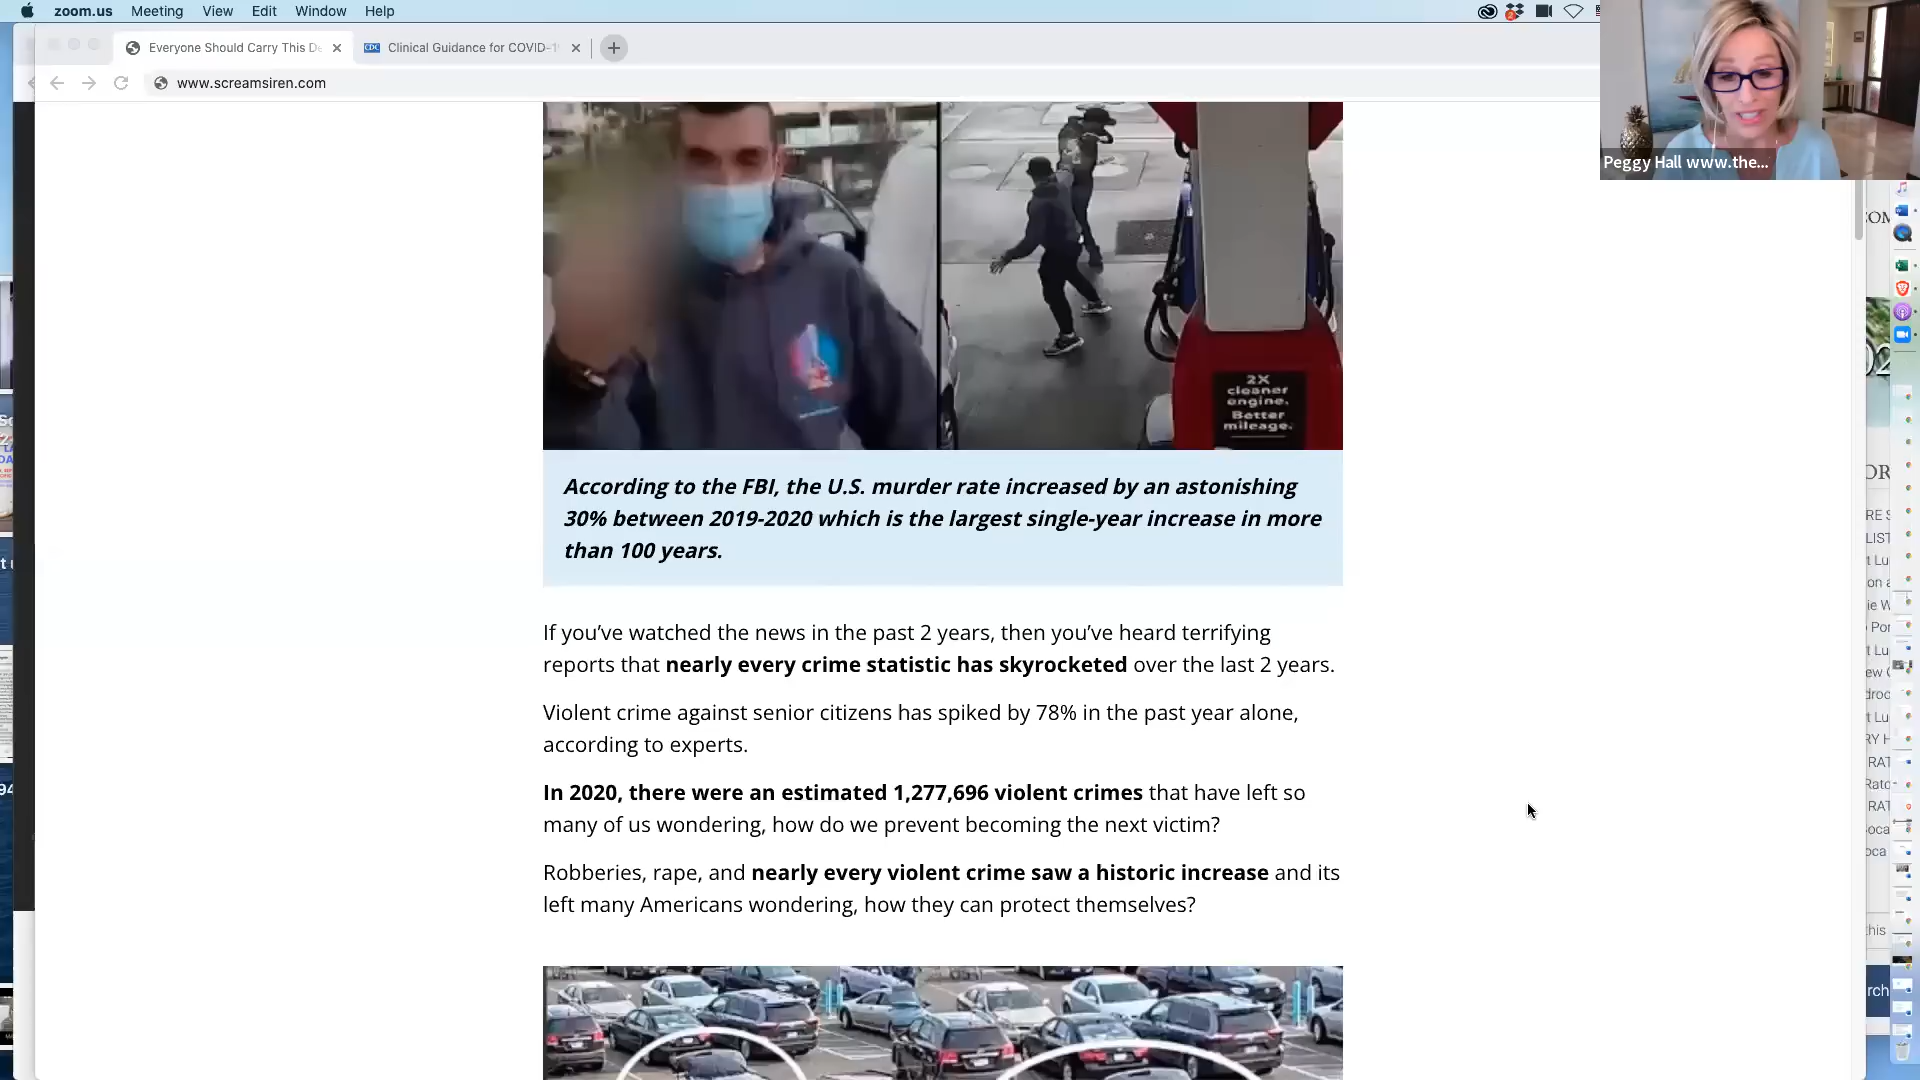 zoom.us Meeting View Edit Window Help
Everyone Should Carry This De
Clinical Guidance for COVID-1
www.screamsiren.com
Peggy Hall www.the...
2X
cleaner
engine.
Better
mileage.
According to the FBI, the U.S. murder rate increased by an astonishing
30% between 2019-2020 which is the largest single-year increase in more
than 100 years.
If you’ve watched the news in the past 2 years, then you’ve heard terrifying
reports that nearly every crime statistic has skyrocketed over the last 2 years.
Violent crime against senior citizens has spiked by 78% in the past year alone,
according to experts.
In 2020, there were an estimated 1,277,696 violent crimes that have left so
many of us wondering, how do we prevent becoming the next victim?
Robberies, rape, and nearly every violent crime saw a historic increase and its
left many Americans wondering, how they can protect themselves?